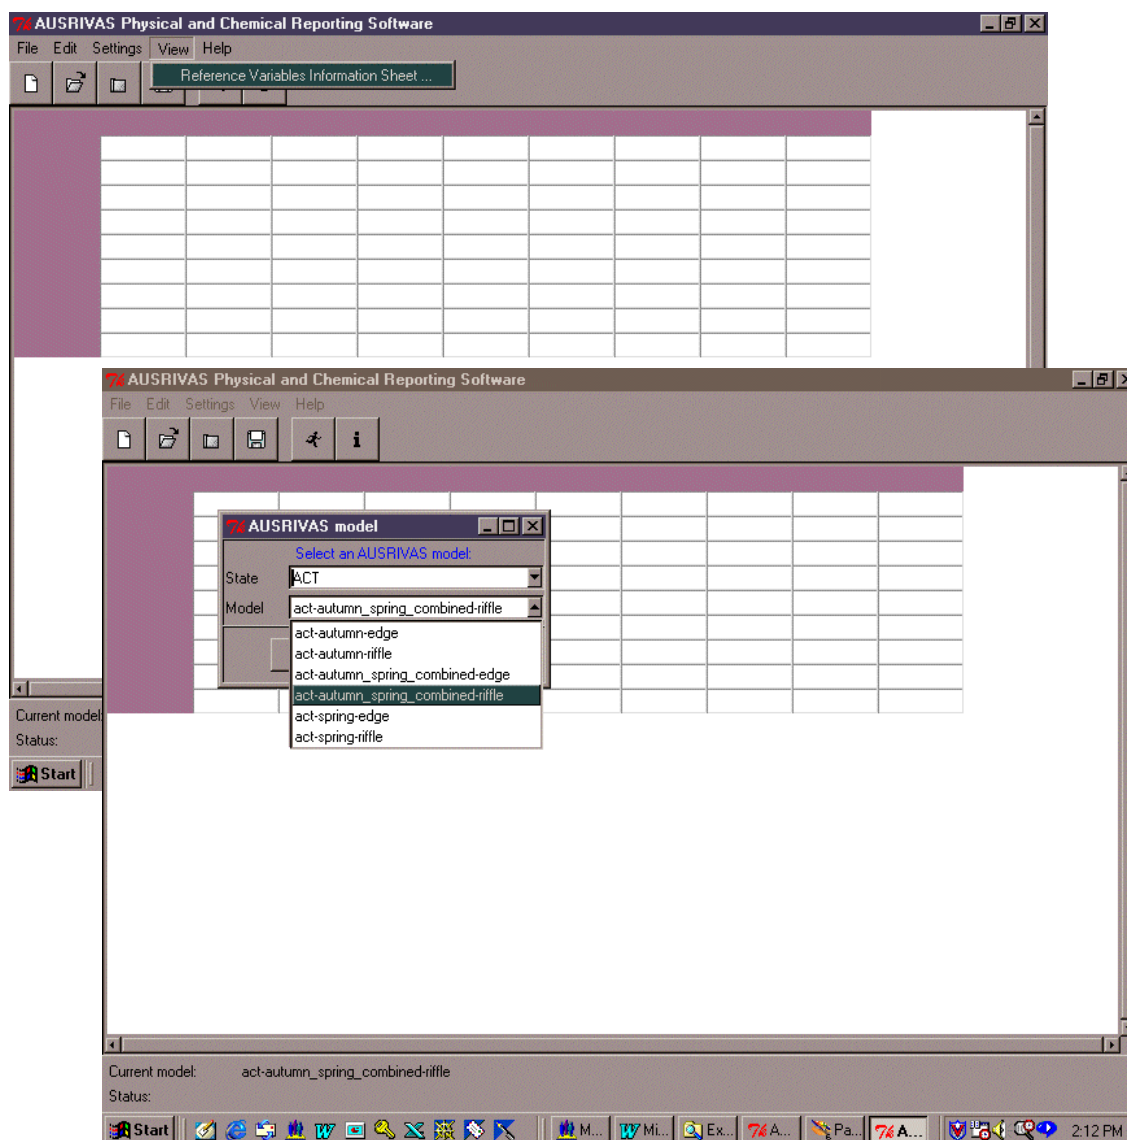 AUSRIVAS Physical and Chemical Reporting Software
File Edit Settings View Help
Reference Variables Information Sheet ...
Current model:
Status:
Start
AUSRIVAS Physical and Chemical Reporting Software
File Edit Settings View Help
AUSRIVAS model
Select an AUSRIVAS model:
State ACT
Model act-autumn_spring_combined-riffle
act-autumn-edge
act-autumn-riffle
act-autumn_spring_combined-edge
act-autumn_spring_combined-riffle
act-spring-edge
act-spring-riffle
Current model: act-autumn_spring_combined-riffle
Status:
Start M... Mi... Ex... A... Pa... A... 2:12 PM